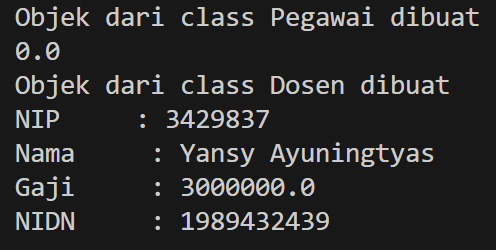 Objek dari class Pegawai dibuat
0.0
Objek dari class Dosen dibuat
NIP     : 3429837
Nama     : Yansy Ayuningtyas
Gaji     : 3000000.0
NIDN     : 1989432439